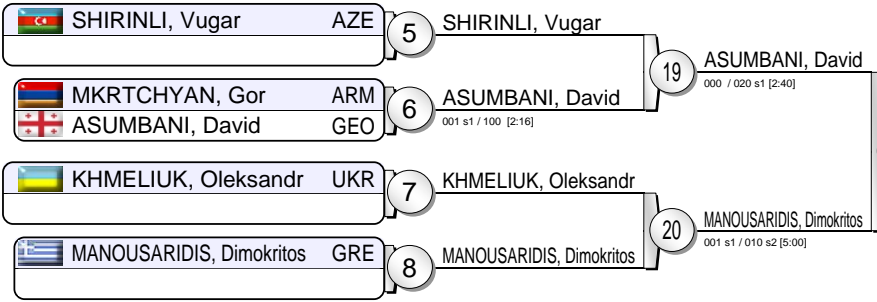 SHIRINLI, Vugar AZE
5
SHIRINLI, Vugar
MKRTCHYAN, Gor ARM
ASUMBANI, David GEO
6
ASUMBANI, David
001 s1 / 100 [2:16]
19
ASUMBANI, David
000 / 020 s1 [2:40]
KHMELIUK, Oleksandr UKR
7
KHMELIUK, Oleksandr
MANOUSARIDIS, Dimokritos GRE
8
MANOUSARIDIS, Dimokritos
20
MANOUSARIDIS, Dimokritos
001 s1 / 010 s2 [5:00]